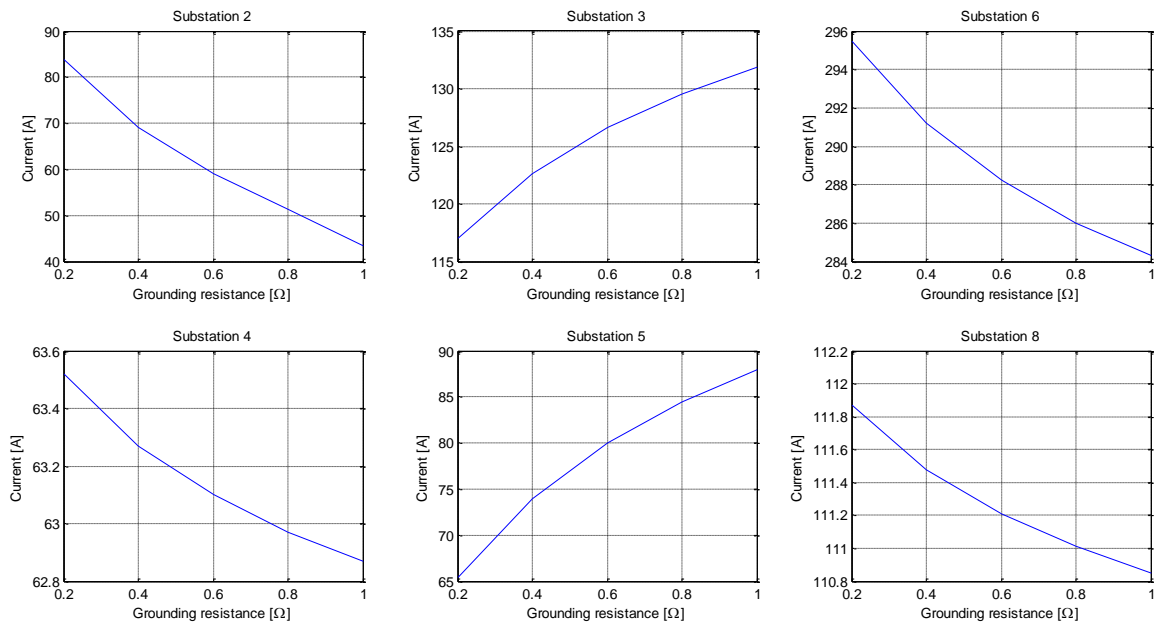 Substation 2
90
80
70
60
50
40
Current [A]
0.2 0.4 0.6 0.8 1
Grounding resistance [Ω]
Substation 3
135
130
125
120
115
Current [A]
0.2 0.4 0.6 0.8 1
Grounding resistance [Ω]
Substation 6
296
294
292
290
288
286
284
Current [A]
0.2 0.4 0.6 0.8 1
Grounding resistance [Ω]
Substation 4
63.6
63.4
63.2
63
62.8
Current [A]
0.2 0.4 0.6 0.8 1
Grounding resistance [Ω]
Substation 5
90
85
80
75
70
65
Current [A]
0.2 0.4 0.6 0.8 1
Grounding resistance [Ω]
Substation 8
112.2
112
111.8
111.6
111.4
111.2
111
110.8
Current [A]
0.2 0.4 0.6 0.8 1
Grounding resistance [Ω]